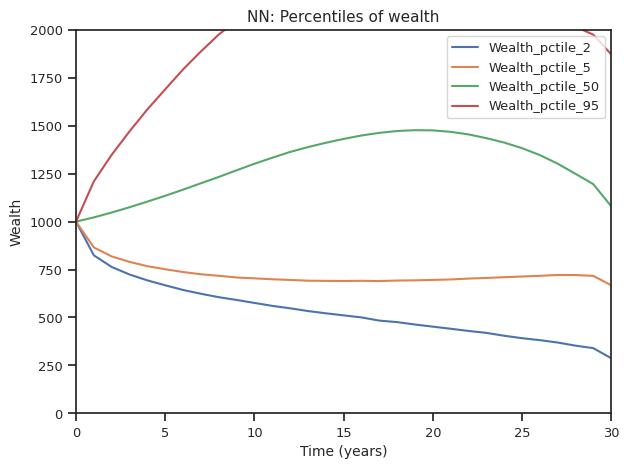 NN: Percentiles of wealth
2000
1750
1500
1250
1000
750
500
250
0
Wealth
Wealth_pctile_2
Wealth_pctile_5
Wealth_pctile_50
Wealth_pctile_95
0 5 10 15 20 25 30
Time (years)